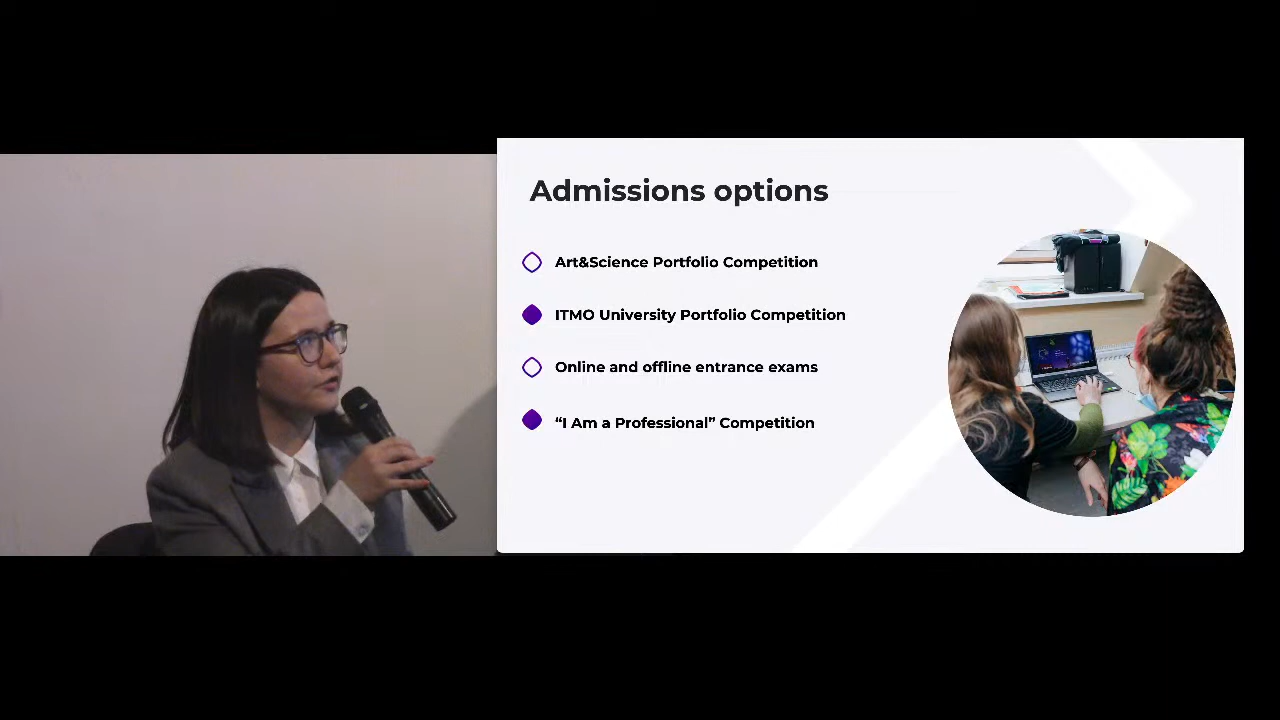 Admissions options
Art&Science Portfolio Competition
ITMO University Portfolio Competition
Online and offline entrance exams
“I Am a Professional” Competition